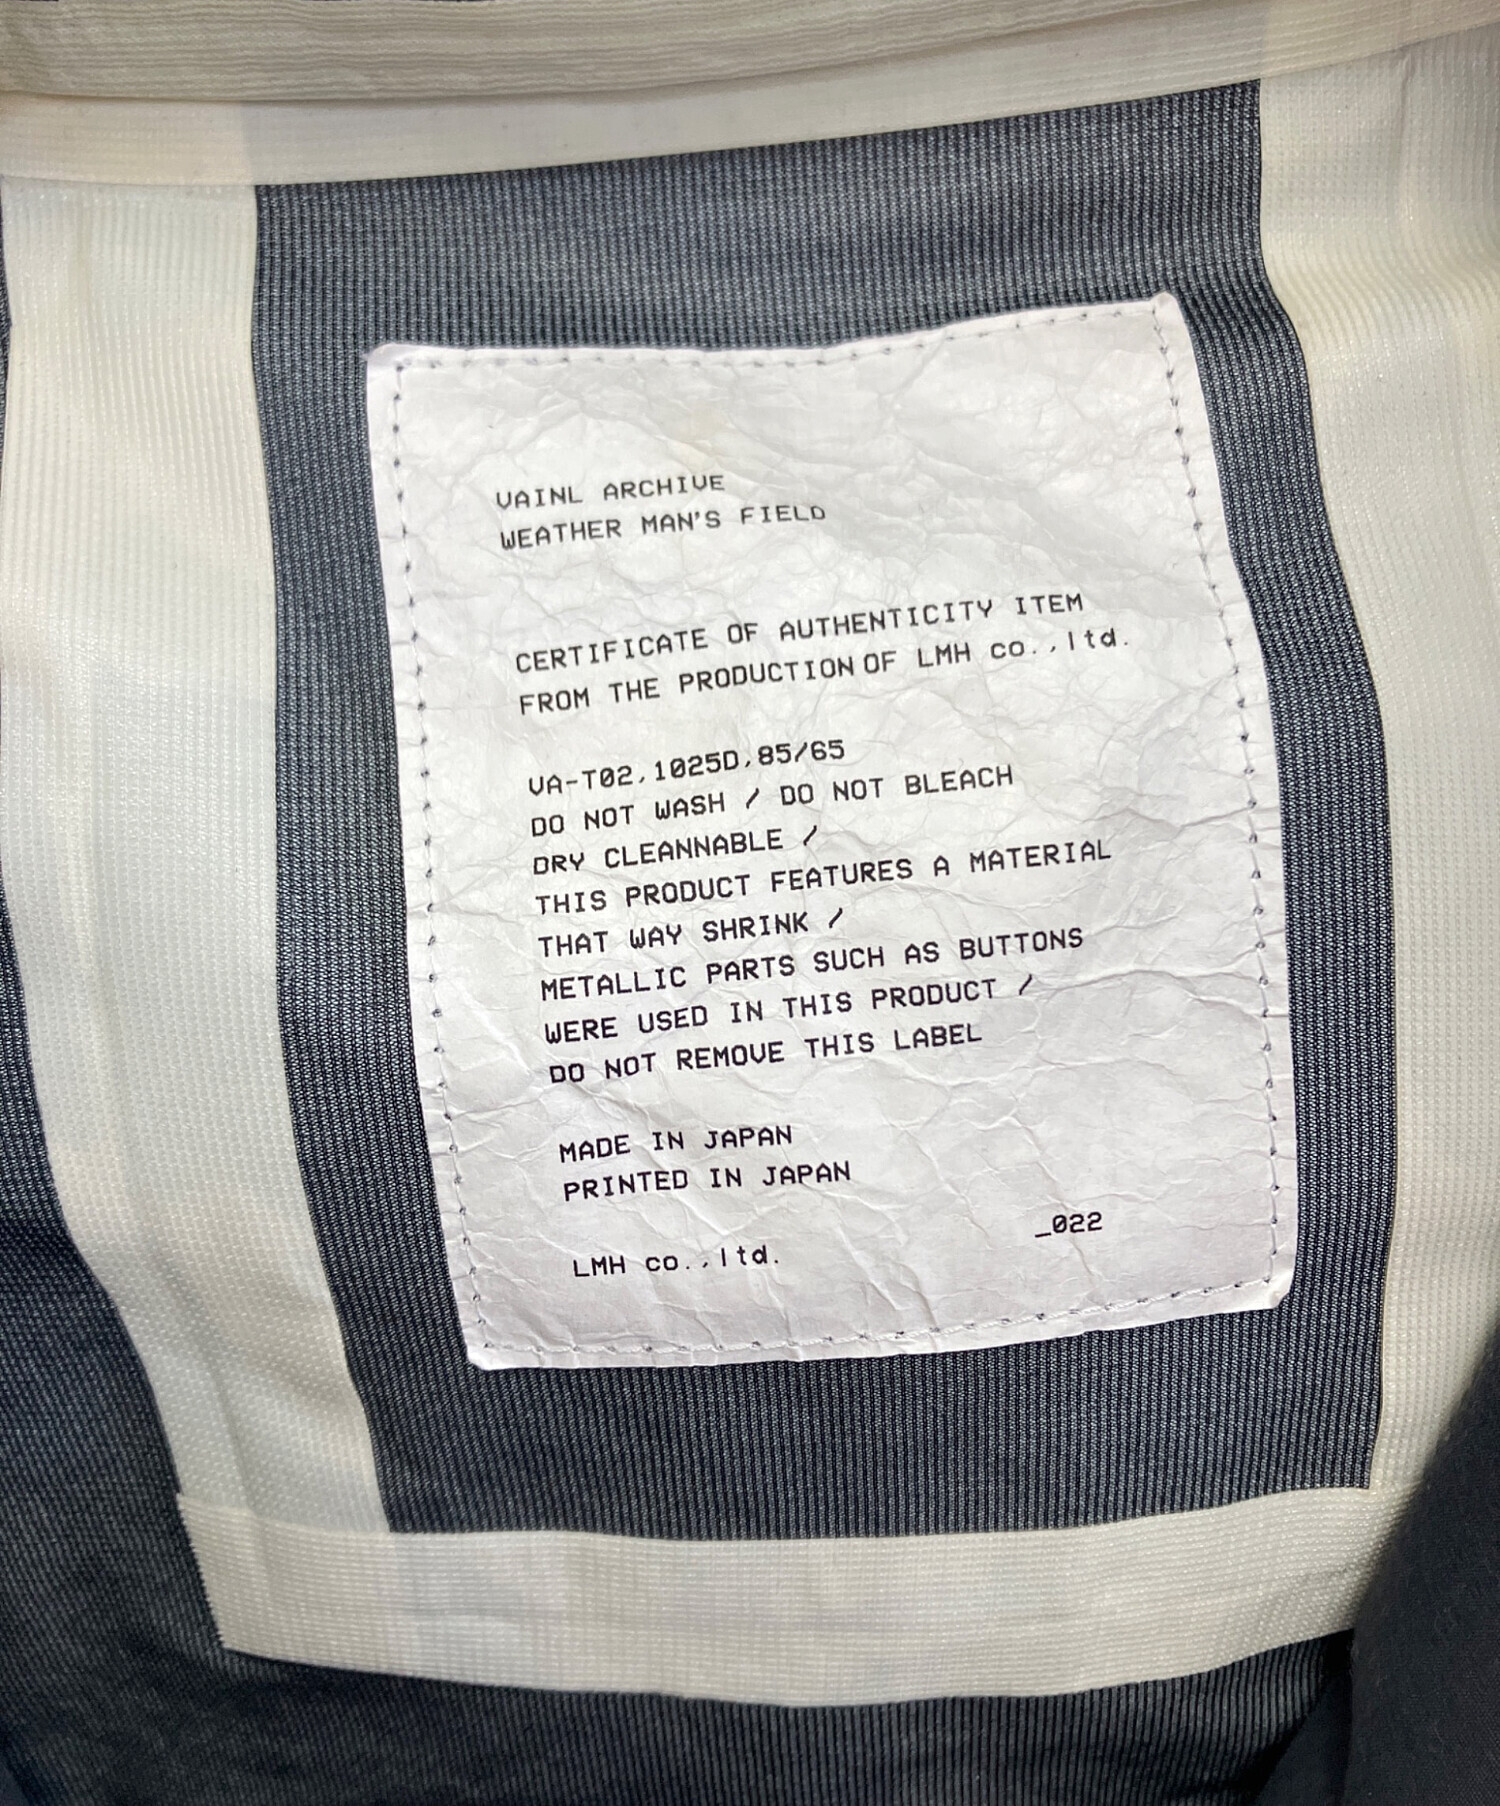 VAINL ARCHIVE
WEATHER MAN'S FIELD
CERTIFICATE OF AUTHENTICITY ITEM
FROM THE PRODUCTION OF LMH co.,ltd.
VA-T02,1025D,85/65
DO NOT WASH / DO NOT BLEACH
DRY CLEANNABLE /
THIS PRODUCT FEATURES A MATERIAL
THAT WAY SHRINK /
METALLIC PARTS SUCH AS BUTTONS
WERE USED IN THIS PRODUCT /
DO NOT REMOVE THIS LABEL
MADE IN JAPAN
PRINTED IN JAPAN
_022
LMH co.,ltd.